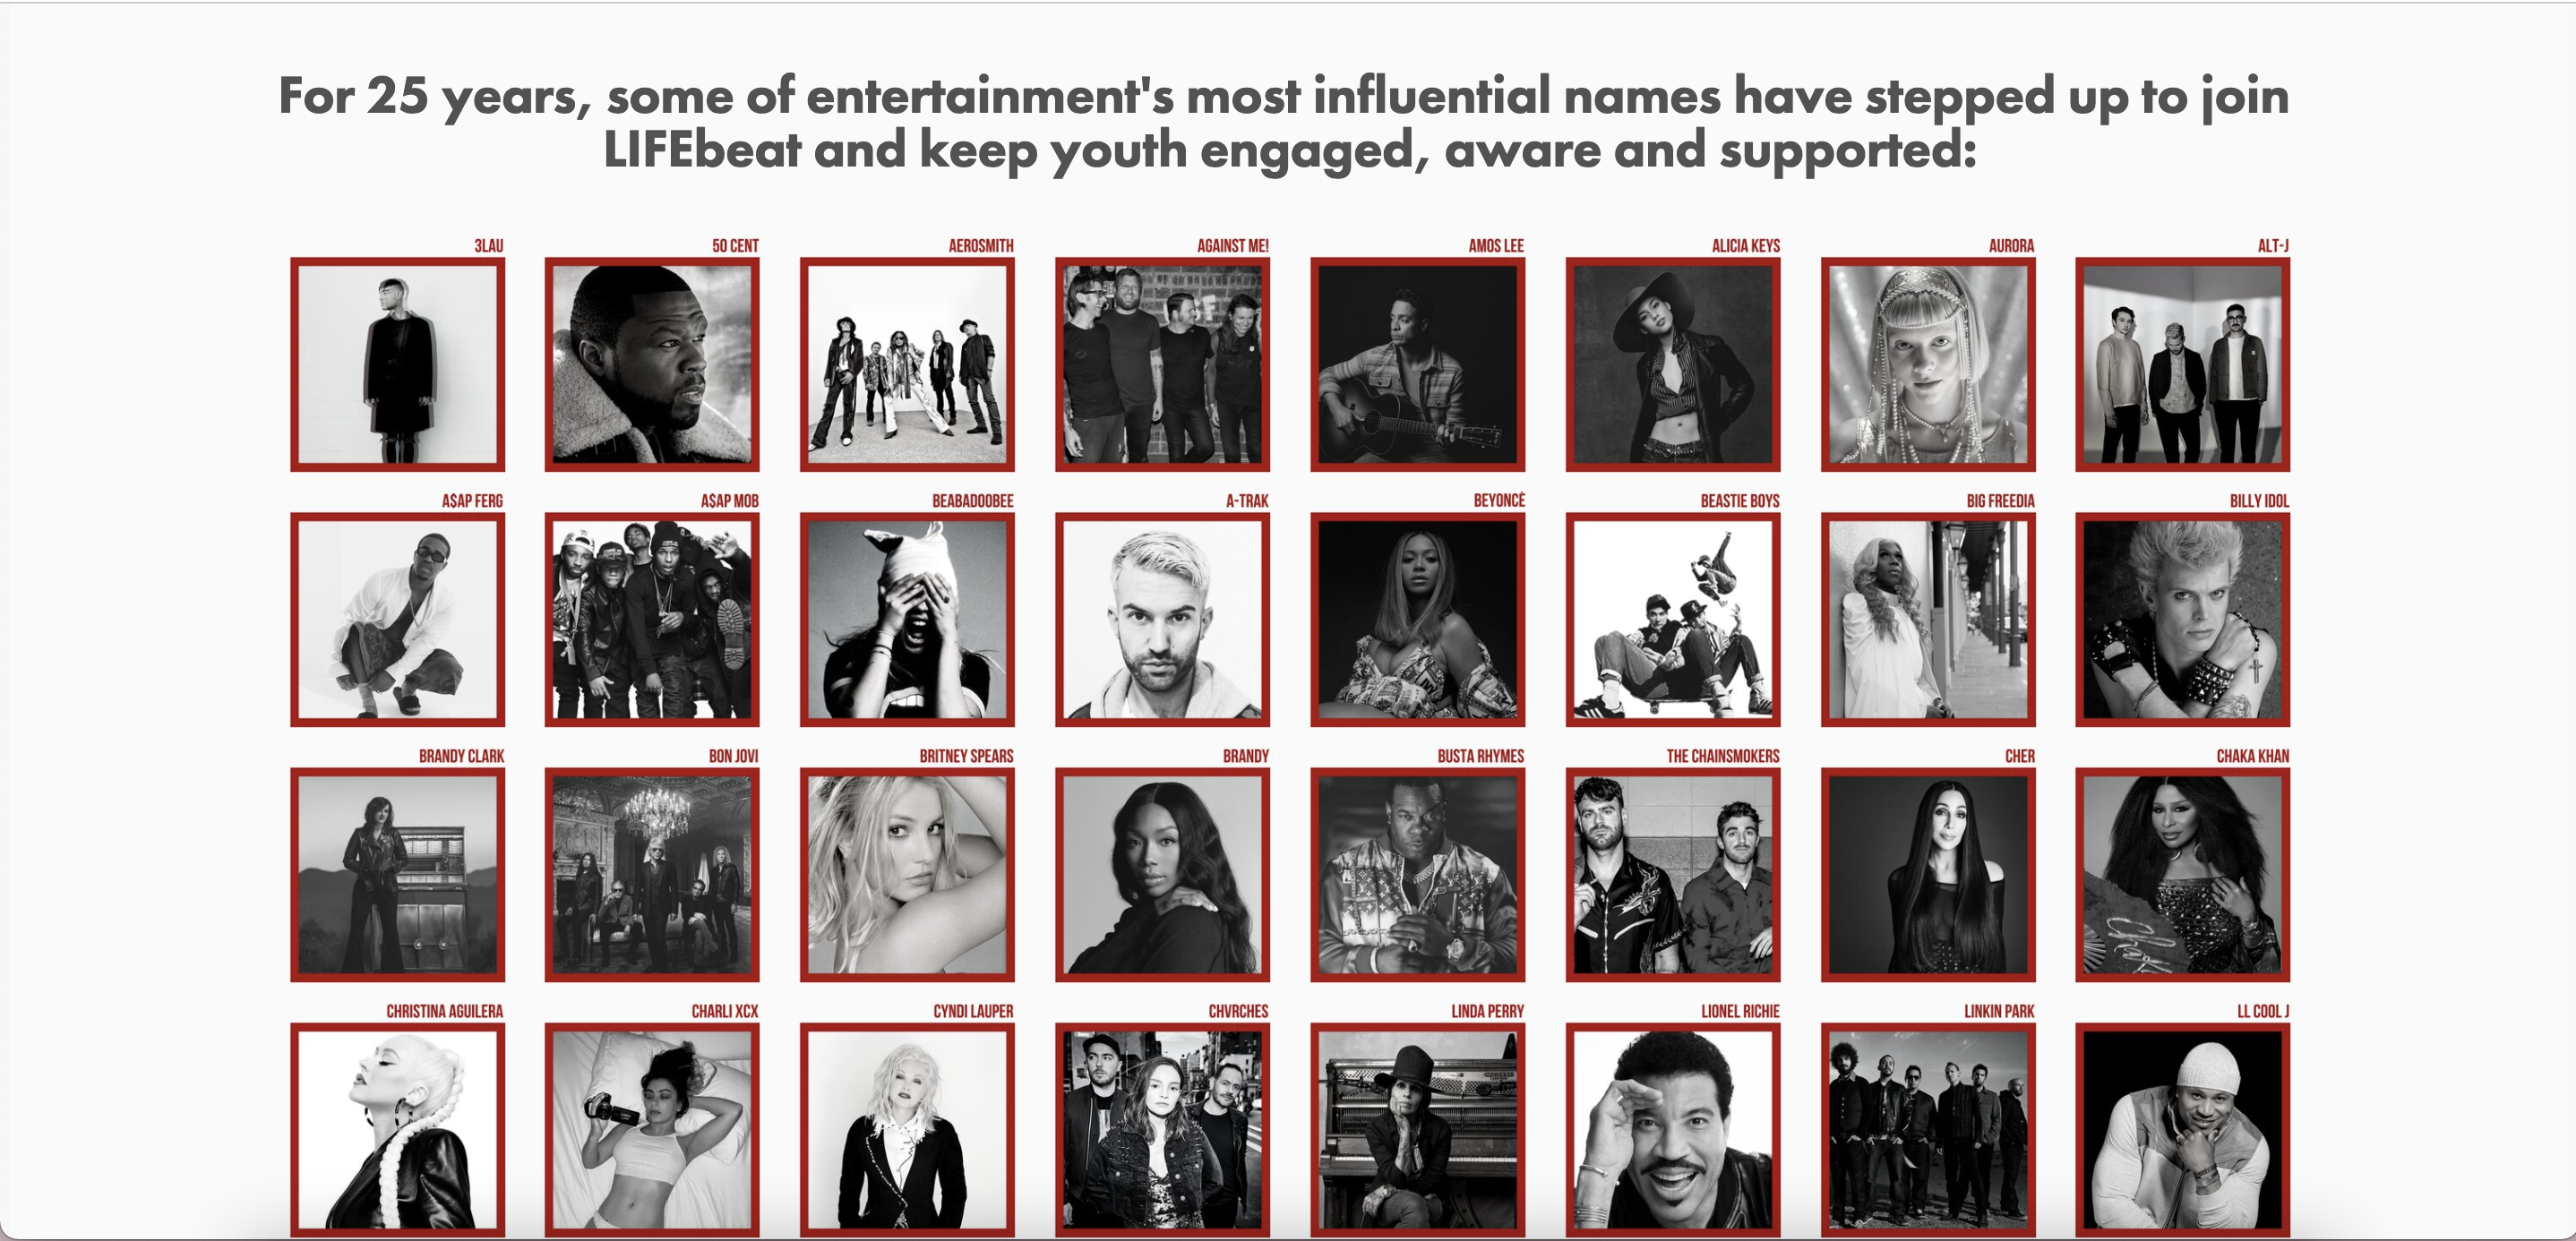 For 25 years, some of entertainment's most influential names have stepped up to join
LIFEbeat and keep youth engaged, aware and supported:
3LAU
50 CENT
AEROSMITH
AGAINST ME!
AMOS LEE
ALICIA KEYS
AURORA
ALT-J
A$AP FERG
A$AP MOB
BEABADOOBEE
A-TRAK
BEYONCÈ
BEASTIE BOYS
BIG FREEDIA
BILLY IDOL
BRANDY CLARK
BON JOVI
BRITNEY SPEARS
BRANDY
BUSTA RHYMES
THE CHAINSMOKERS
CHER
CHAKA KHAN
CHRISTINA AGUILERA
CHARLI XCX
CYNDI LAUPER
CHVRCHES
LINDA PERRY
LIONEL RICHIE
LINKIN PARK
LL COOL J